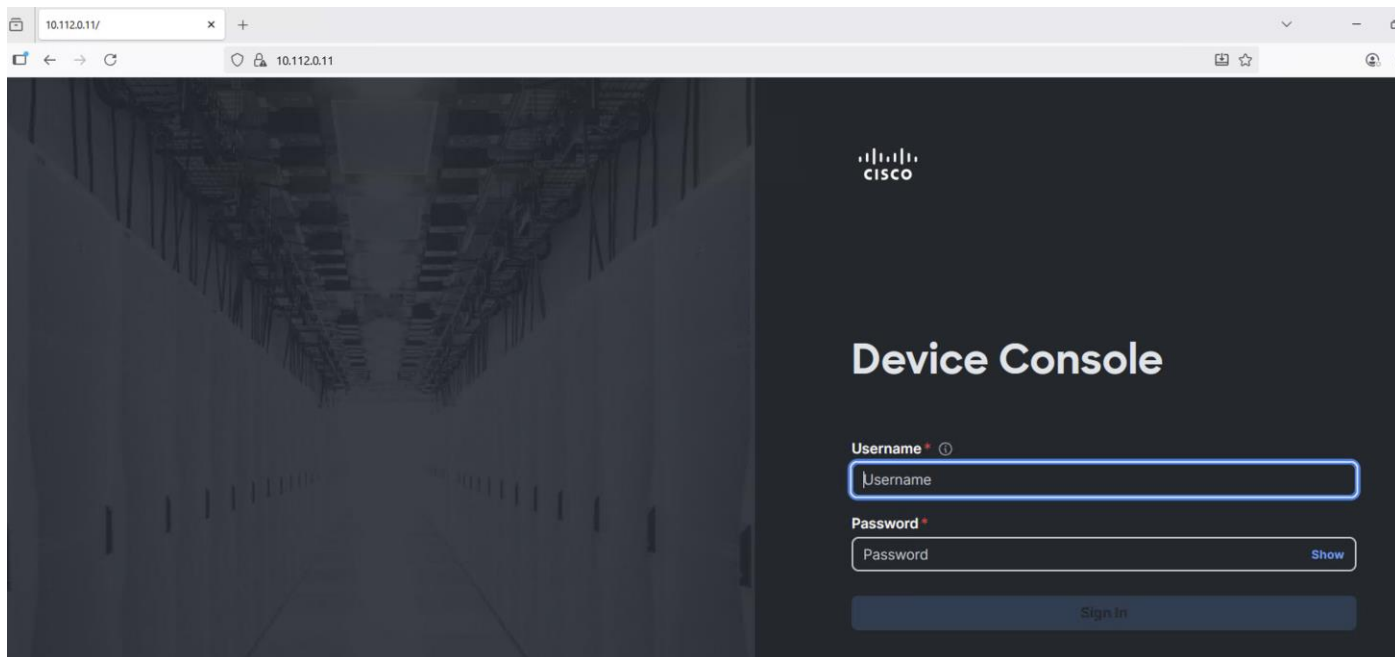 10.112.0.11/
10.112.0.11
CISCO
Device Console
Username *
Username
Password *
Password
Show
Sign In